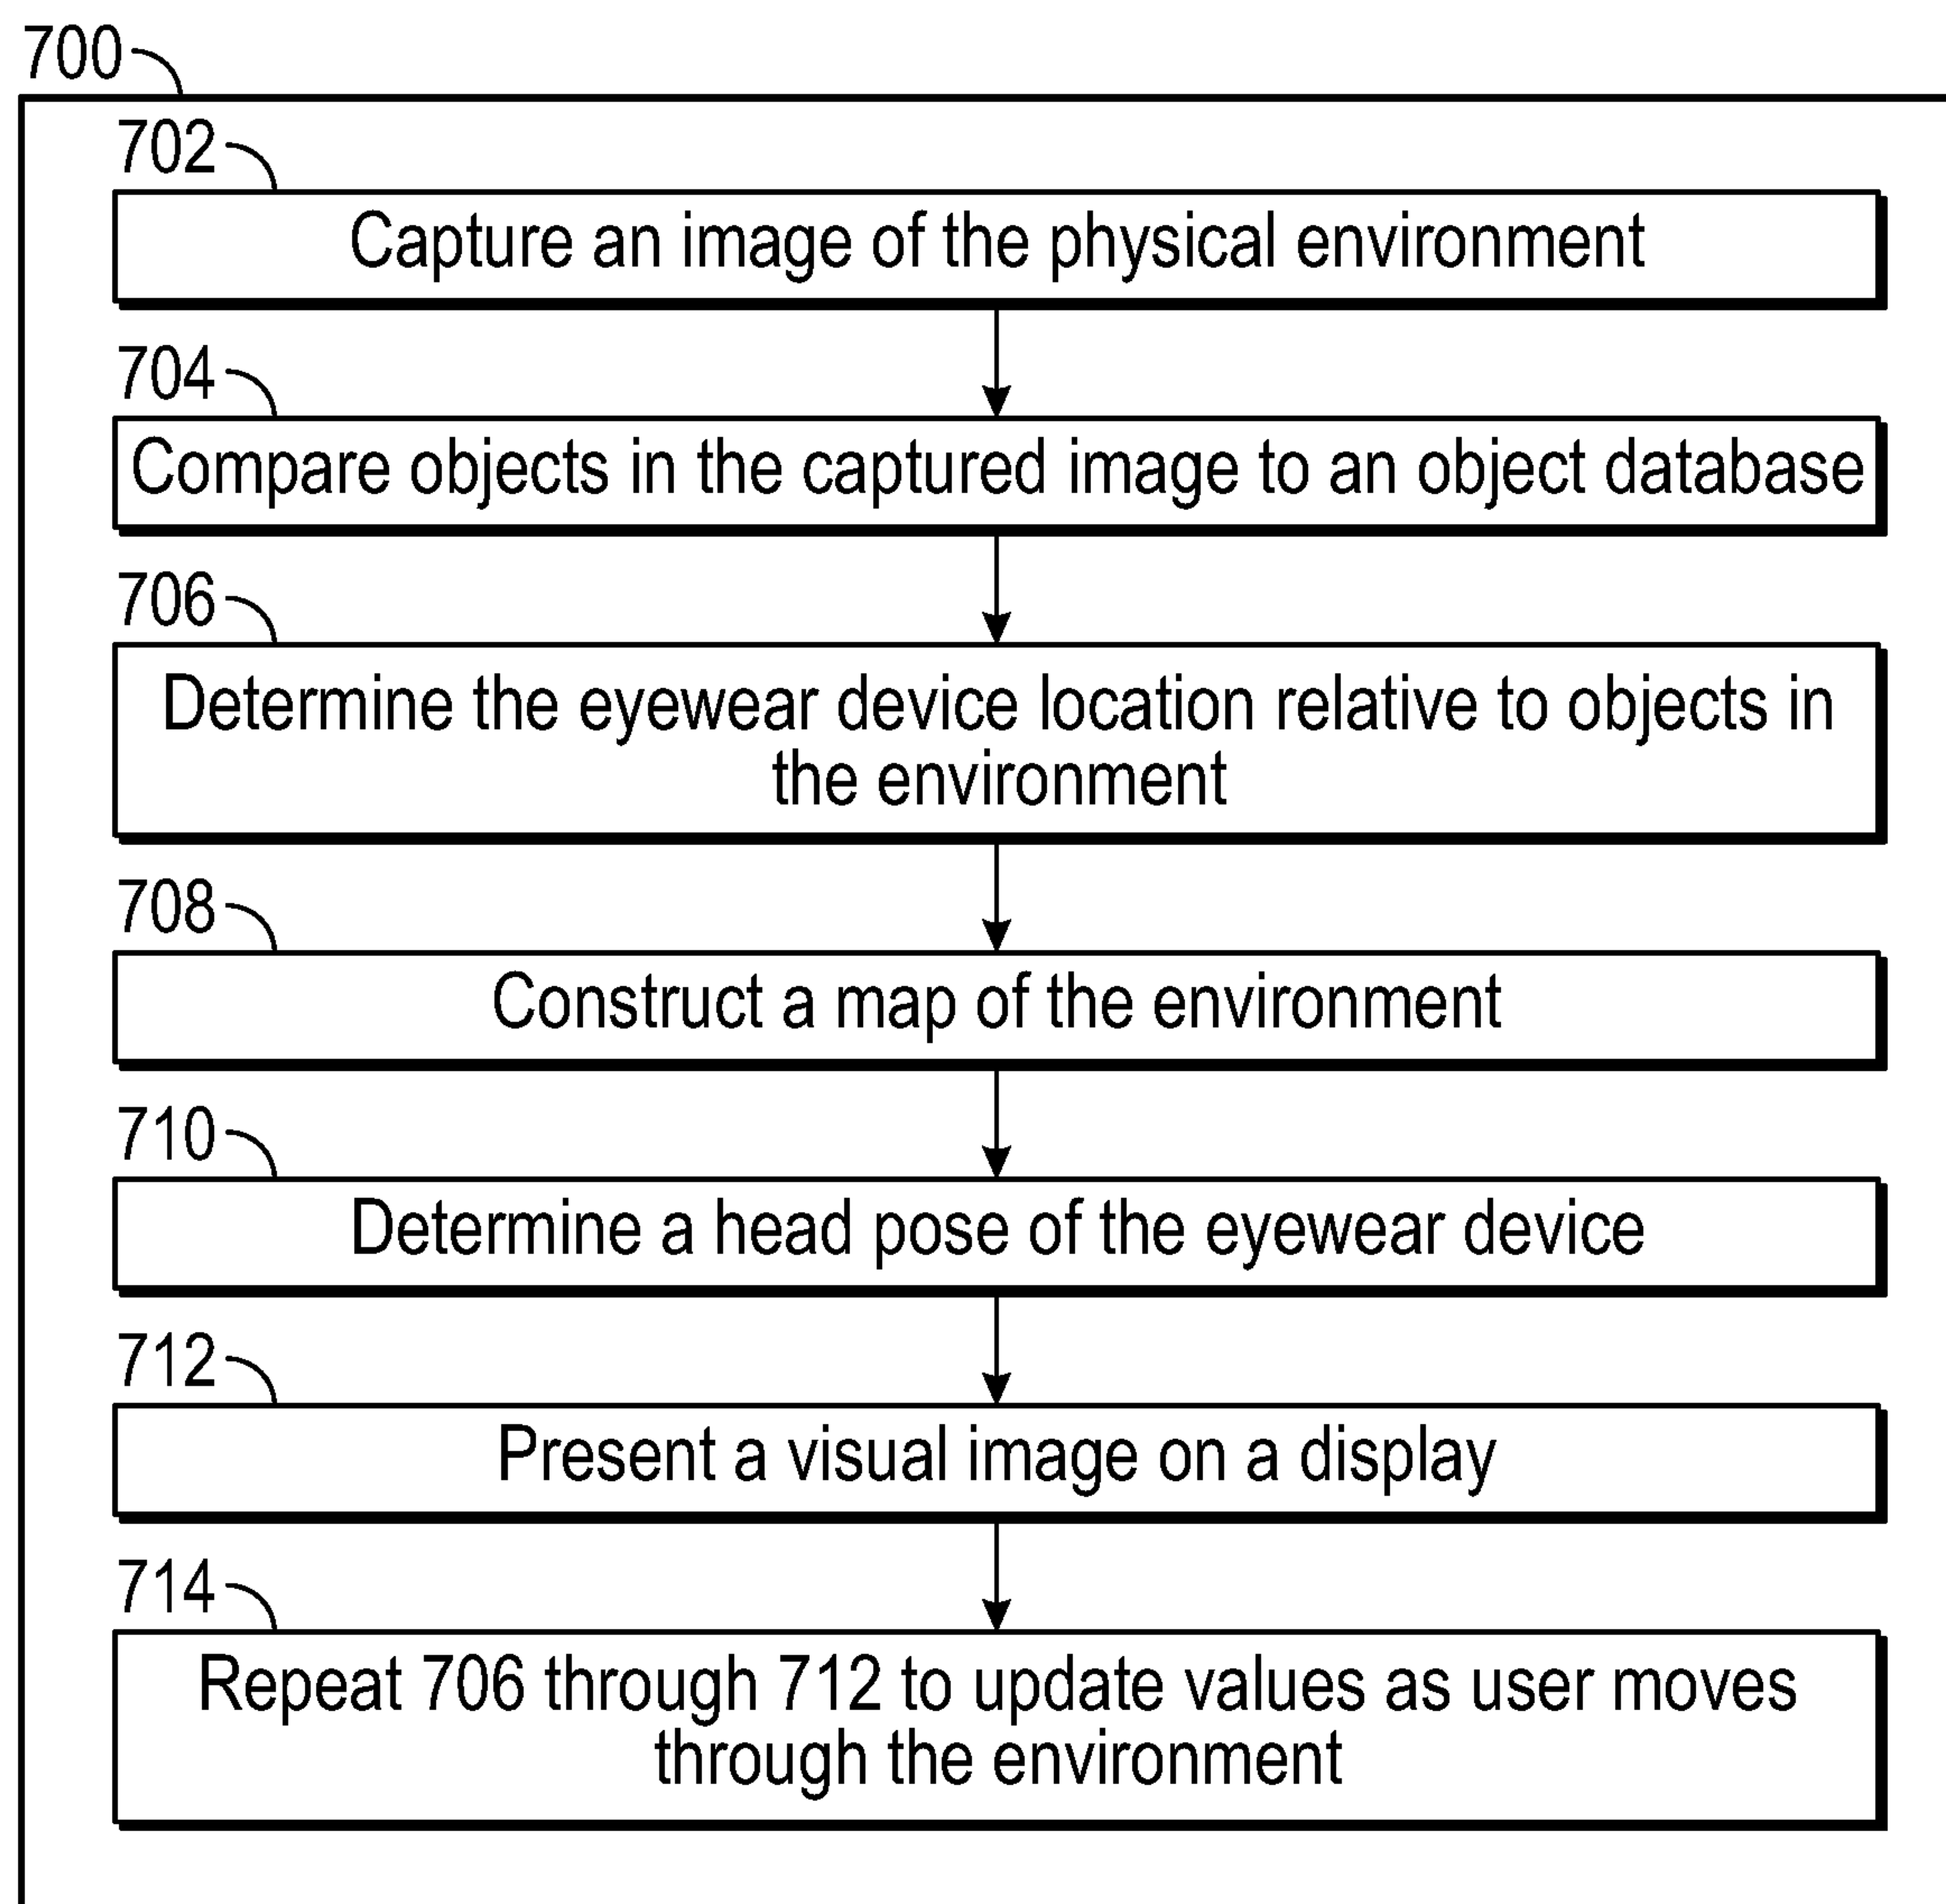 700
702
Capture an image of the physical environment
704
Compare objects in the captured image to an object database
706
Determine the eyewear device location relative to objects in
the environment
708
Construct a map of the environment
710
Determine a head pose of the eyewear device
712
Present a visual image on a display
714
Repeat 706 through 712 to update values as user moves
through the environment